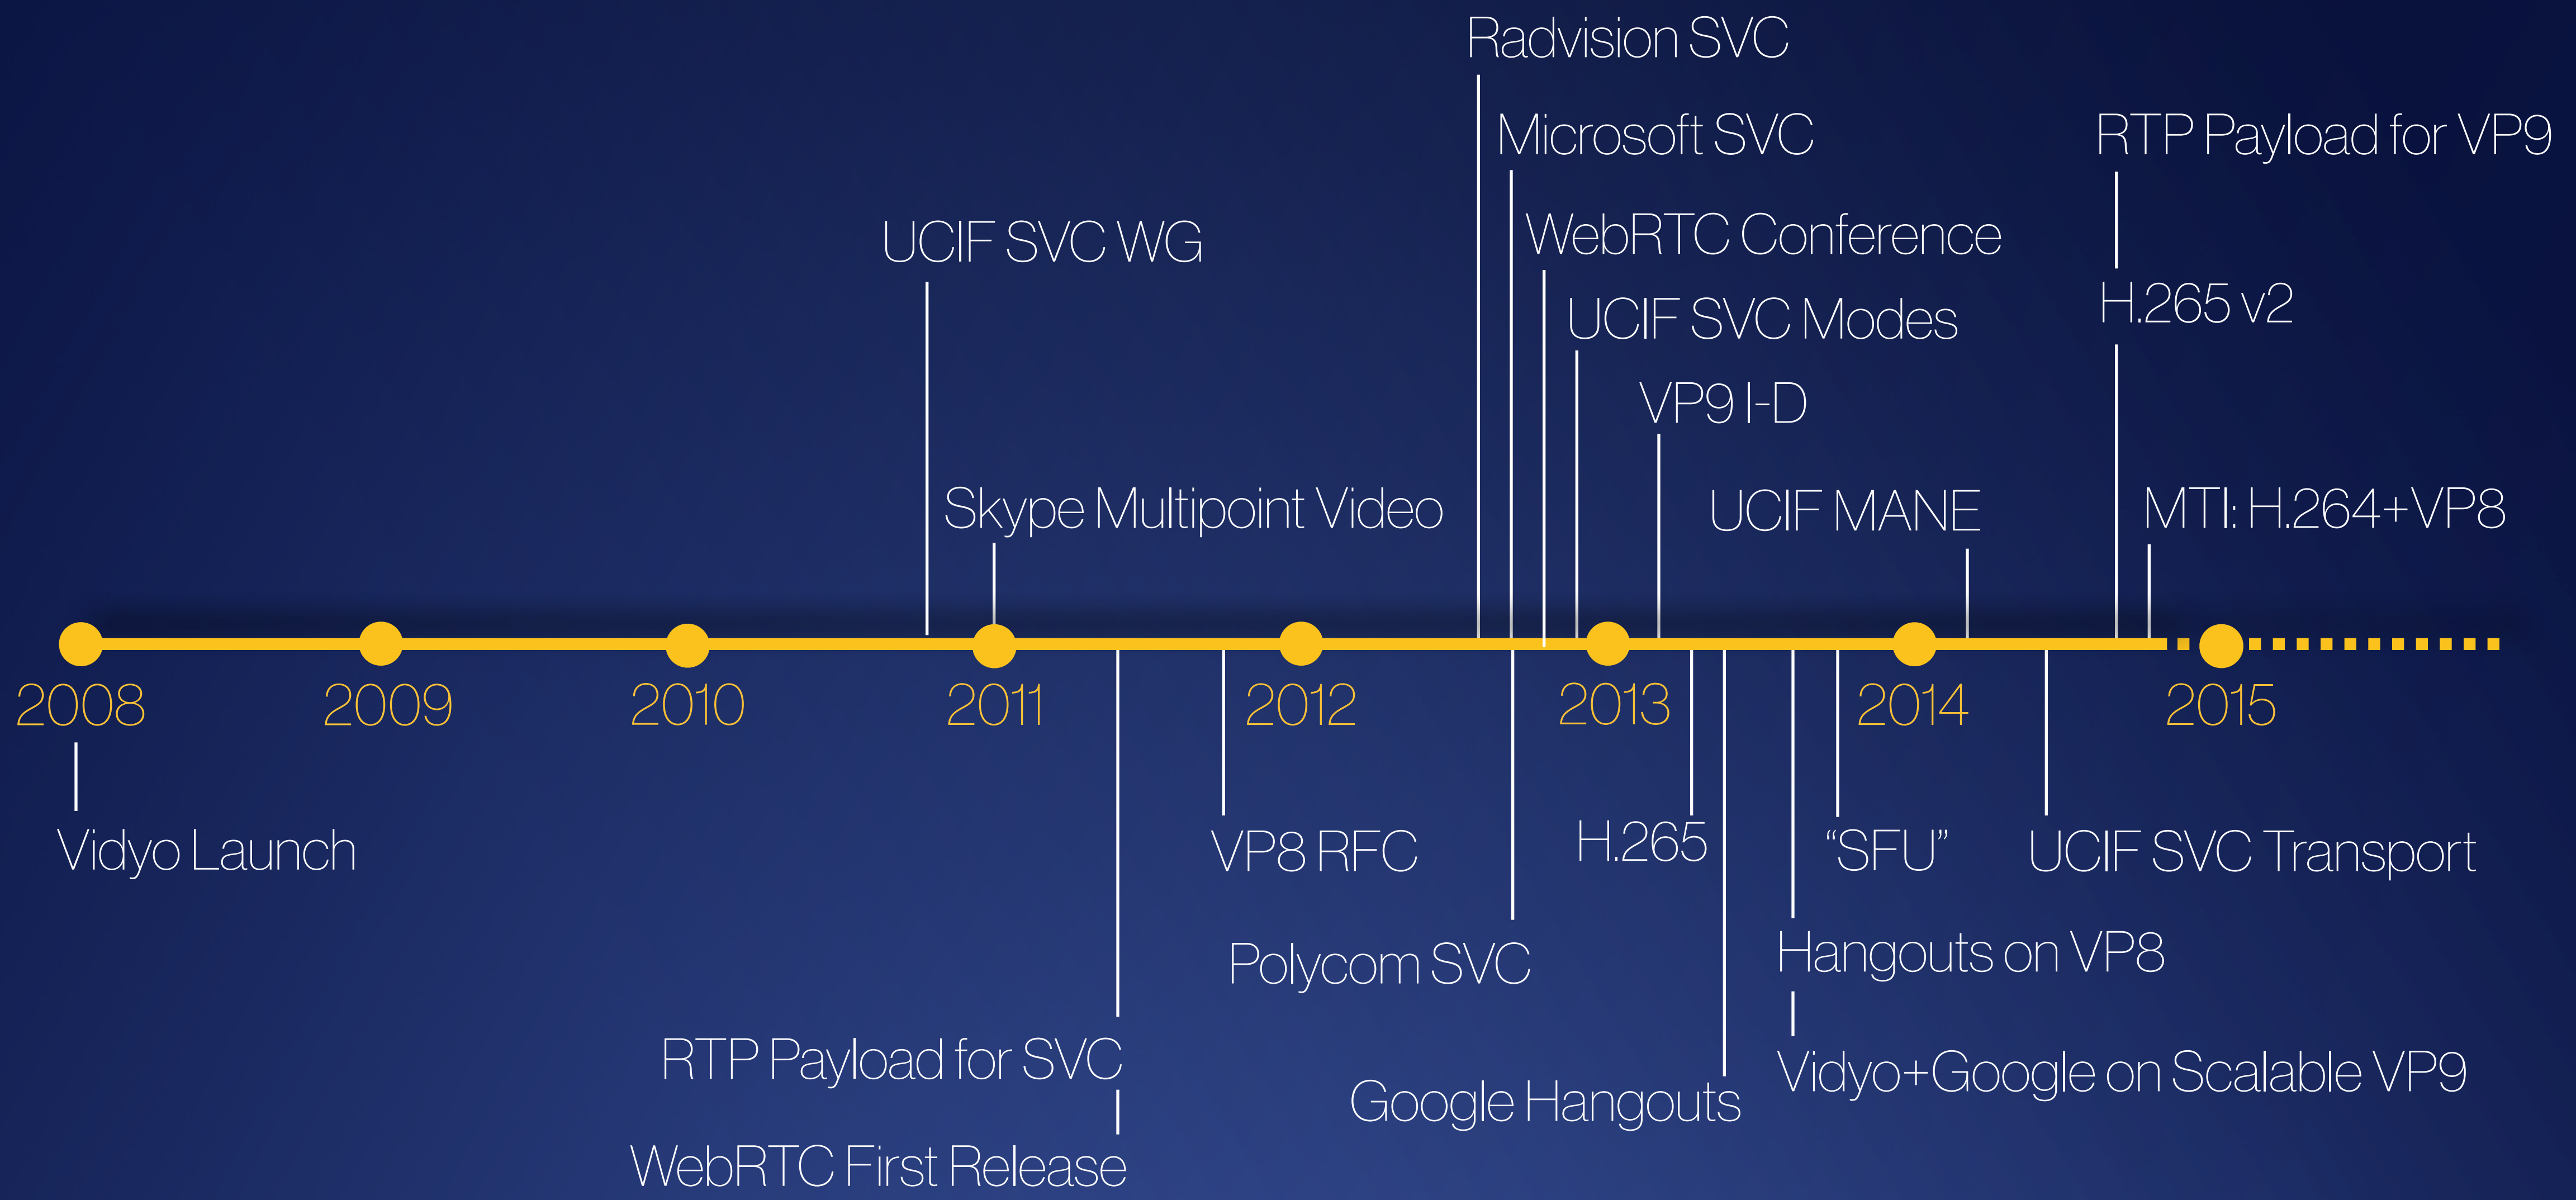 Radvision SVC
Microsoft SVC
RTP Payload for VP9
UCIF SVC WG
WebRTC Conference
H.265 v2
UCIF SVC Modes
VP9 I-D
Skype Multipoint Video
UCIF MANE
MTI: H.264+VP8
2008
2009
2010
2011
2012
2013
2014
2015
Vidyo Launch
VP8 RFC
H.265
“SFU”
UCIF SVC Transport
Polycom SVC
Hangouts on VP8
RTP Payload for SVC
Google Hangouts
Vidyo+Google on Scalable VP9
WebRTC First Release